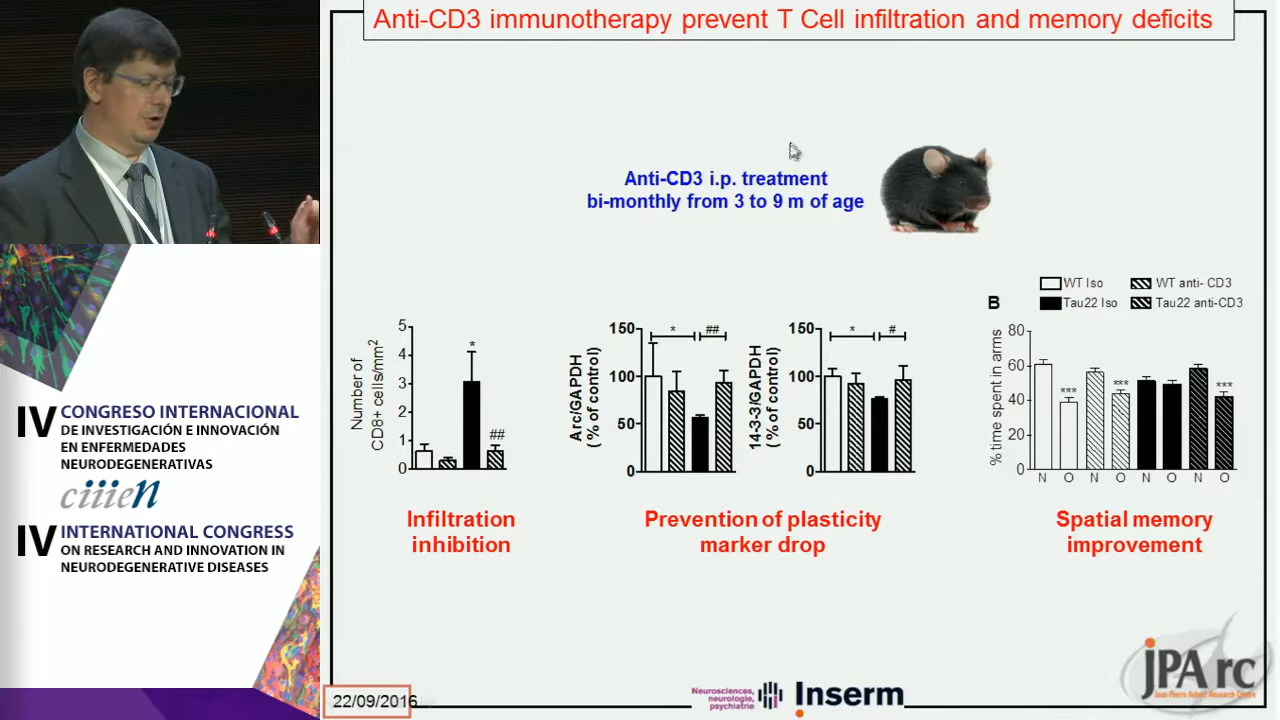 Anti-CD3 immunotherapy prevent T Cell infiltration and memory deficits
Anti-CD3 i.p. treatment
bi-monthly from 3 to 9 m of age
Number of
CD8+ cells/mm2
5
4
3
2
1
0
*
##
Arc/GAPDH
( % of control)
150
100
50
0
*
##
14-3-3/GAPDH
( % of control)
150
100
50
0
*
#
B
WT Iso
WT anti- CD3
Tau22 Iso
Tau22 anti-CD3
% time spent in arms
80
60
40
20
0
***
***
***
N O N O N O N O
Infiltration
inhibition
Prevention of plasticity
marker drop
Spatial memory
improvement
IV CONGRESO INTERNACIONAL
DE INVESTIGACIÓN E INNOVACIÓN
EN ENFERMEDADES
NEURODEGENERATIVAS
ciiien
IV INTERNATIONAL CONGRESS
ON RESEARCH AND INNOVATION IN
NEURODEGENERATIVE DISEASES
22/09/2016
Neurosciences,
neurologie,
psychiatrie
Inserm
JPArc
Jean-Pierre Aubert Research Centre